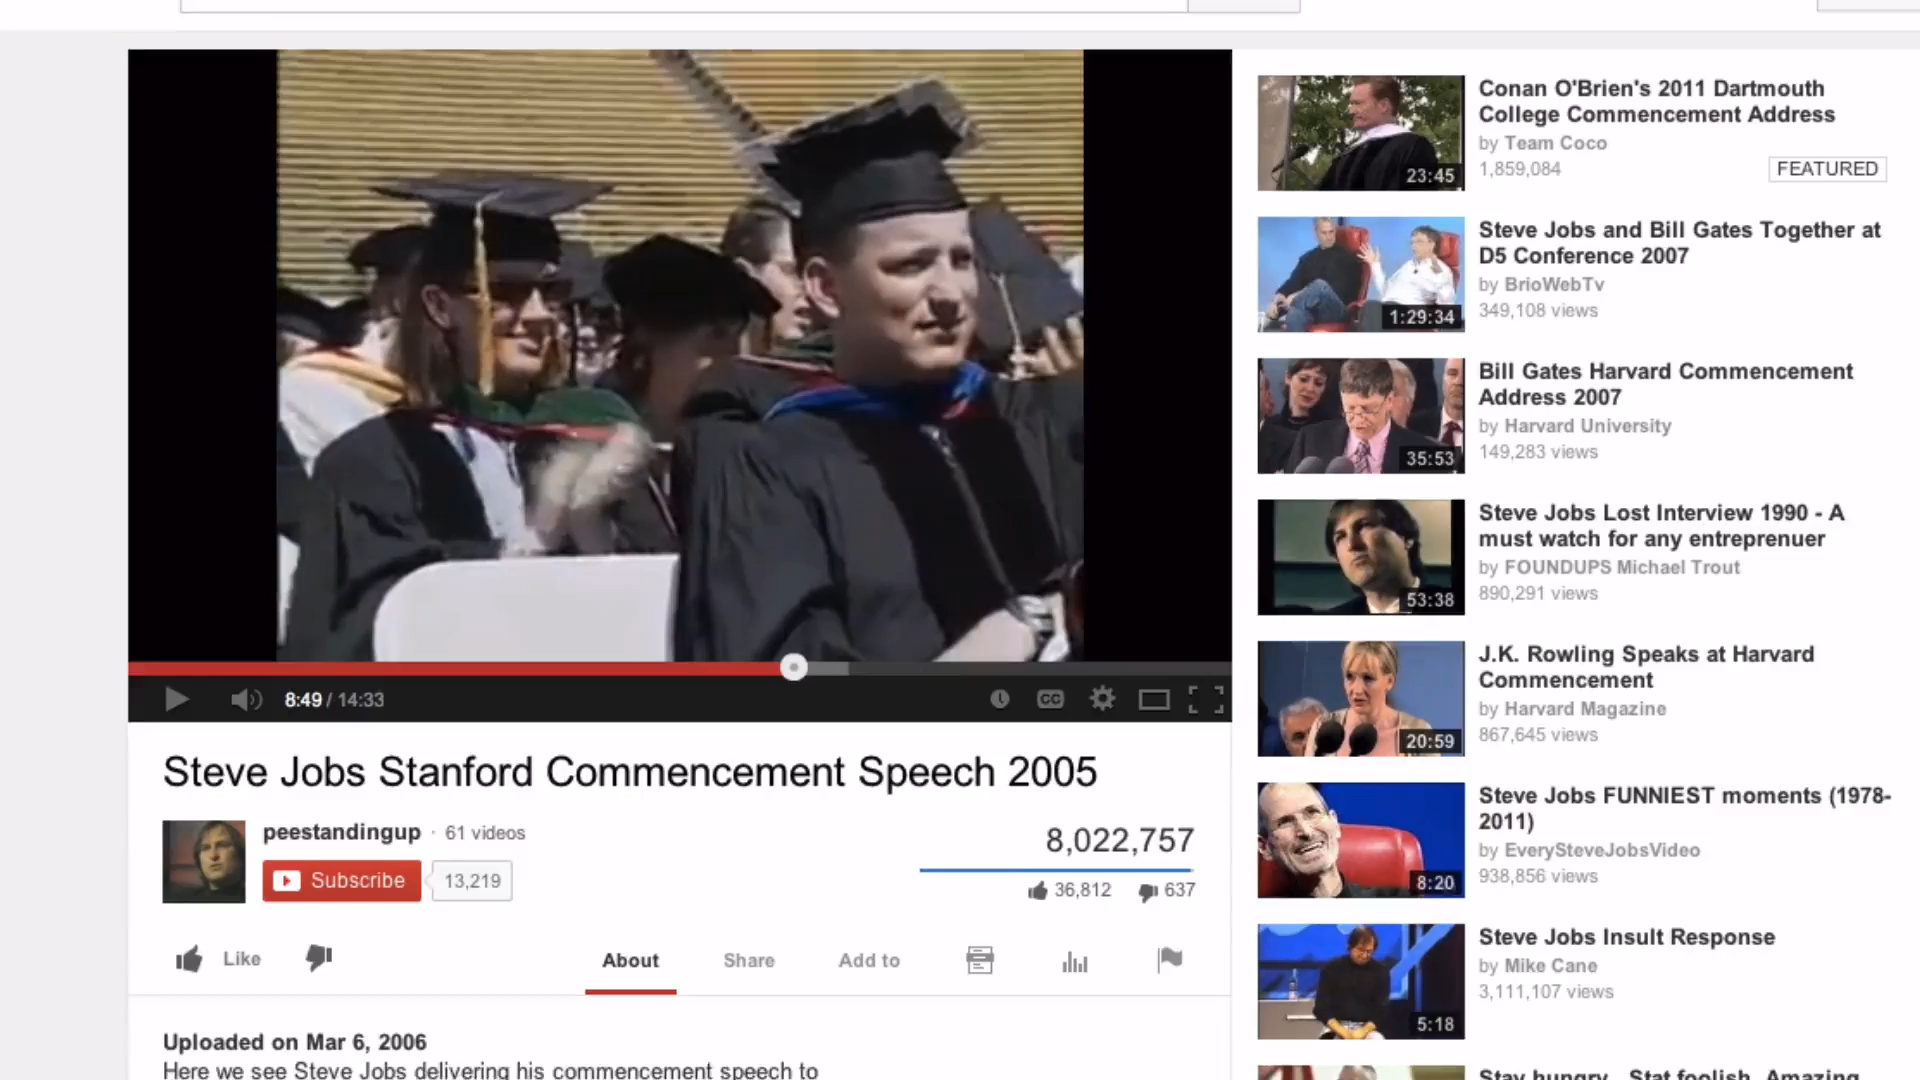 8:49 / 14:33
CC
Steve Jobs Stanford Commencement Speech 2005
peestandingup · 61 videos
Subscribe
13,219
8,022,757
36,812
637
Like
About
Share
Add to
Uploaded on Mar 6, 2006
Here we see Steve Jobs delivering his commencement speech to
23:45
Conan O'Brien's 2011 Dartmouth
College Commencement Address
by Team Coco
1,859,084
FEATURED
1:29:34
Steve Jobs and Bill Gates Together at
D5 Conference 2007
by BrioWebTv
349,108 views
35:53
Bill Gates Harvard Commencement
Address 2007
by Harvard University
149,283 views
53:38
Steve Jobs Lost Interview 1990 - A
must watch for any entreprenuer
by FOUNDUPS Michael Trout
890,291 views
20:59
J.K. Rowling Speaks at Harvard
Commencement
by Harvard Magazine
867,645 views
8:20
Steve Jobs FUNNIEST moments (1978-
2011)
by EverySteveJobsVideo
938,856 views
5:18
Steve Jobs Insult Response
by Mike Cane
3,111,107 views
Stay hungry...Stat foolish. Amazing